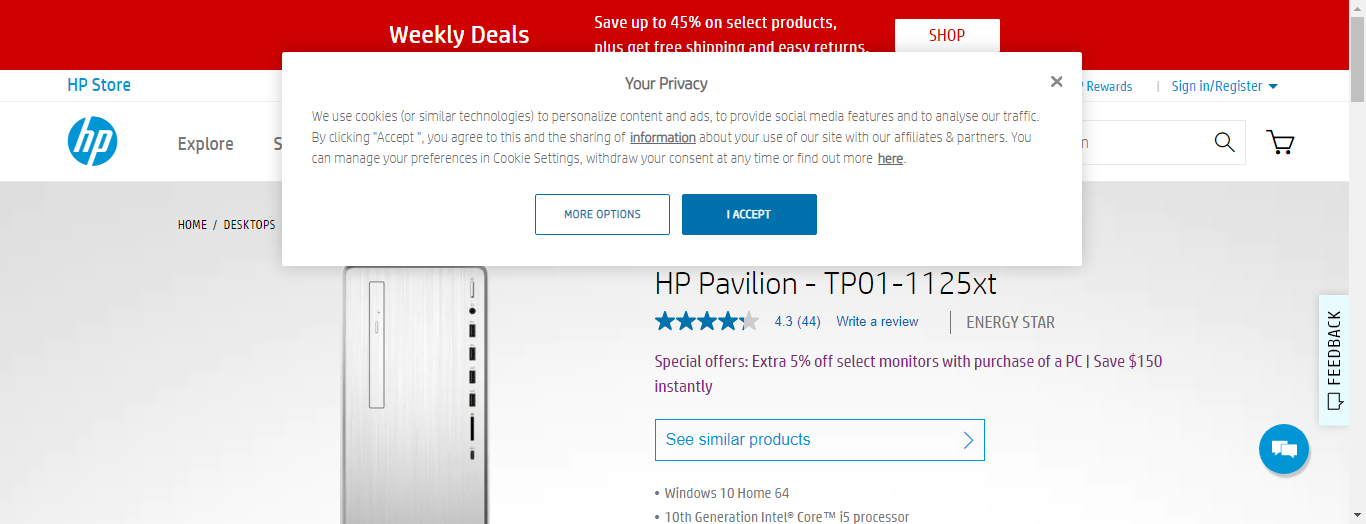 Weekly Deals
Save up to 45% on select products,
plus get free shipping and easy returns.
SHOP
HP Store
Rewards
Sign in/Register
hp
Explore
Your Privacy
We use cookies (or similar technologies) to personalize content and ads, to provide social media features and to analyse our traffic.
By clicking "Accept ", you agree to this and the sharing of information about your use of our site with our affiliates & partners. You
can manage your preferences in Cookie Settings, withdraw your consent at any time or find out more here.
MORE OPTIONS
I ACCEPT
HOME / DESKTOPS
HP Pavilion - TP01-1125xt
4.3 (44) Write a review | ENERGY STAR
Special offers: Extra 5% off select monitors with purchase of a PC | Save $150
instantly
See similar products
• Windows 10 Home 64
• 10th Generation Intel® Core™ i5 processor
FEEDBACK